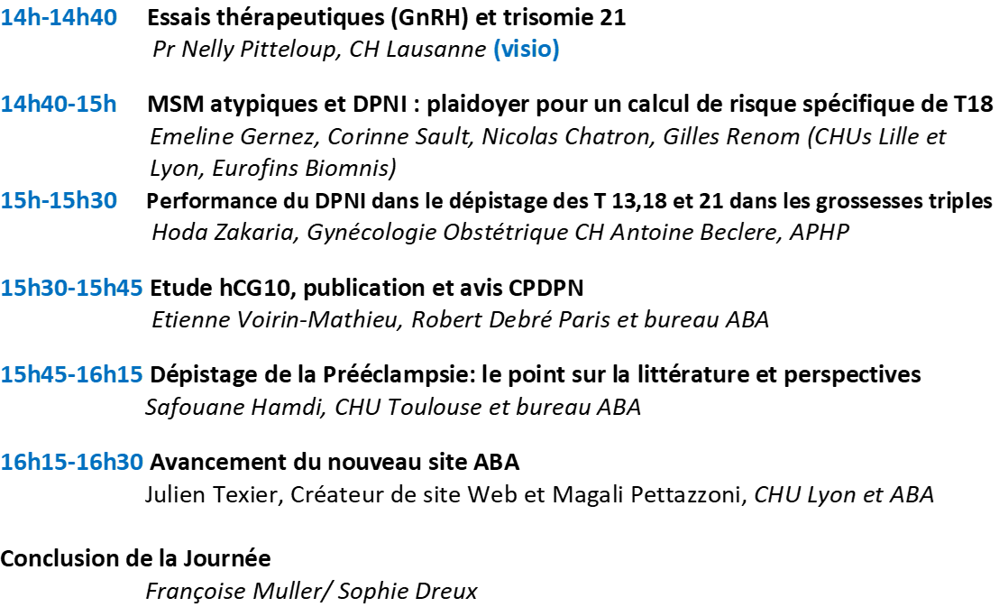 14h-14h40 Essais thérapeutiques (GnRH) et trisomie 21
Pr Nelly Pitteloup, CH Lausanne (visio)
14h40-15h MSM atypiques et DPNI : plaidoyer pour un calcul de risque spécifique de T18
Emeline Gernez, Corinne Sault, Nicolas Chatron, Gilles Renom (CHUs Lille et
Lyon, Eurofins Biomnis)
15h-15h30 Performance du DPNI dans le dépistage des T 13,18 et 21 dans les grossesses triples
Hoda Zakaria, Gynécologie Obstétrique CH Antoine Beclere, APHP
15h30-15h45 Etude hCG10, publication et avis CPDPN
Etienne Voirin-Mathieu, Robert Debré Paris et bureau ABA
15h45-16h15 Dépistage de la Prééclampsie: le point sur la littérature et perspectives
Safouane Hamdi, CHU Toulouse et bureau ABA
16h15-16h30 Avancement du nouveau site ABA
Julien Texier, Créateur de site Web et Magali Pettazzoni, CHU Lyon et ABA
Conclusion de la Journée
Françoise Muller/ Sophie Dreux